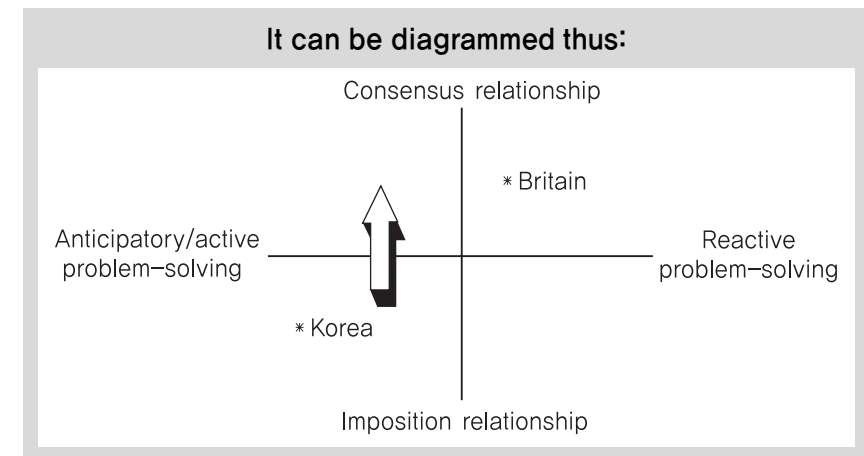 It can be diagrammed thus:
Consensus relationship
* Britain
Anticipatory/active
problem-solving
Reactive
problem-solving
* Korea
Imposition relationship